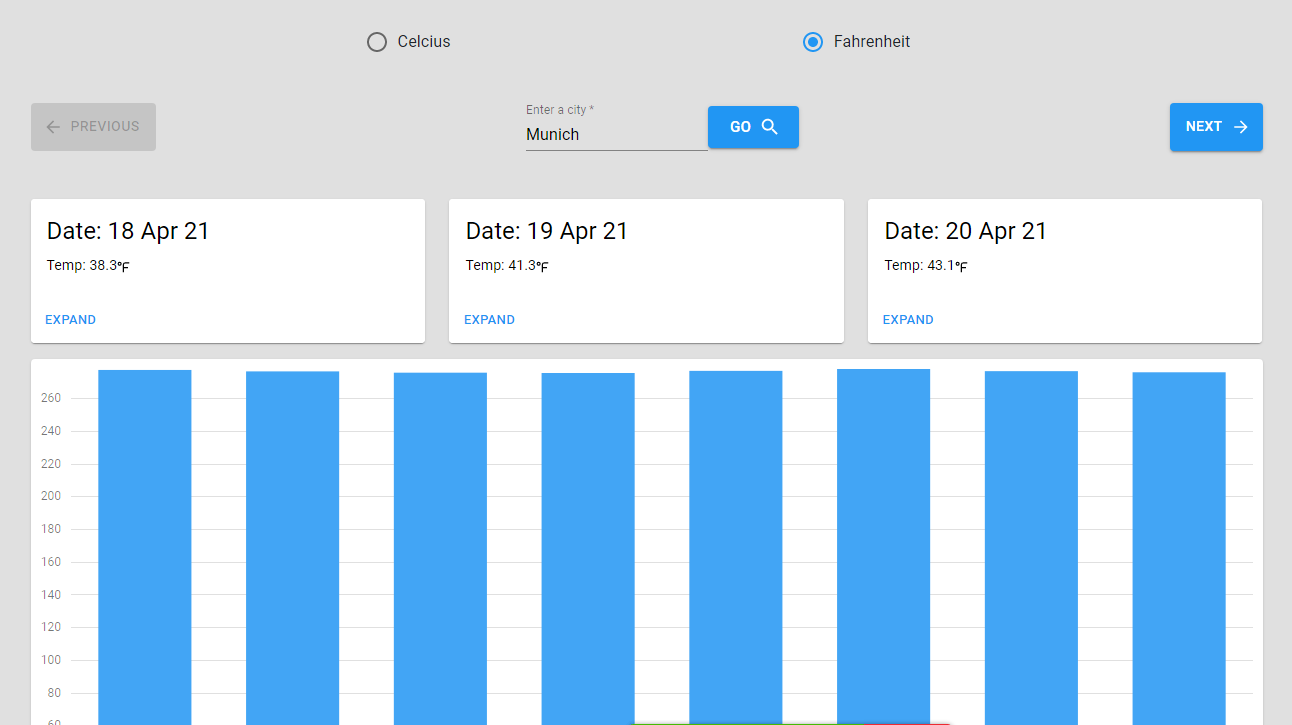 Celcius
Fahrenheit
PREVIOUS
Enter a city *
Munich
GO
NEXT
Date: 18 Apr 21
Temp: 38.3°F
EXPAND
Date: 19 Apr 21
Temp: 41.3°F
EXPAND
Date: 20 Apr 21
Temp: 43.1°F
EXPAND
260
240
220
200
180
160
140
120
100
80
60